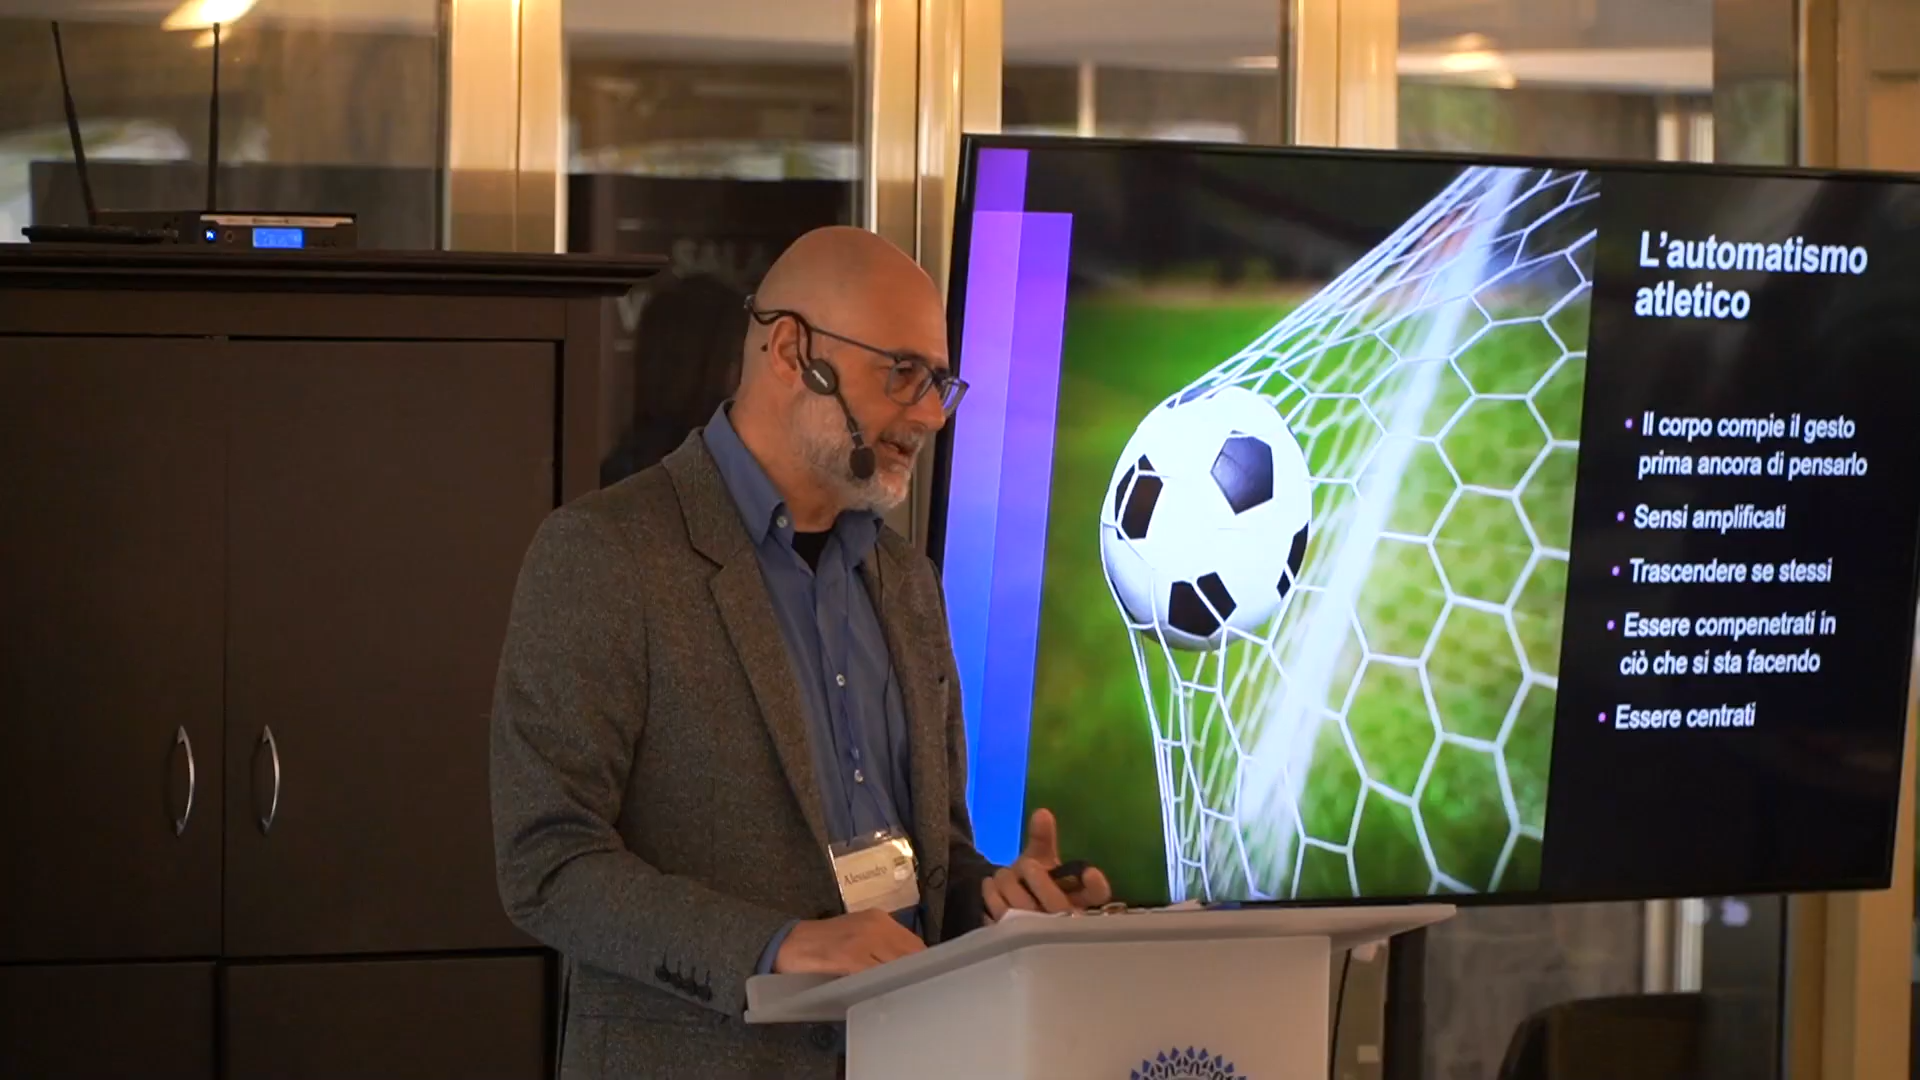 SALA
L'automatismo
atletico
• Il corpo compie il gesto
prima ancora di pensarlo
• Sensi amplificati
• Trascendere se stessi
• Essere compenetrati in
ciò che si sta facendo
• Essere centrati
Alessandro